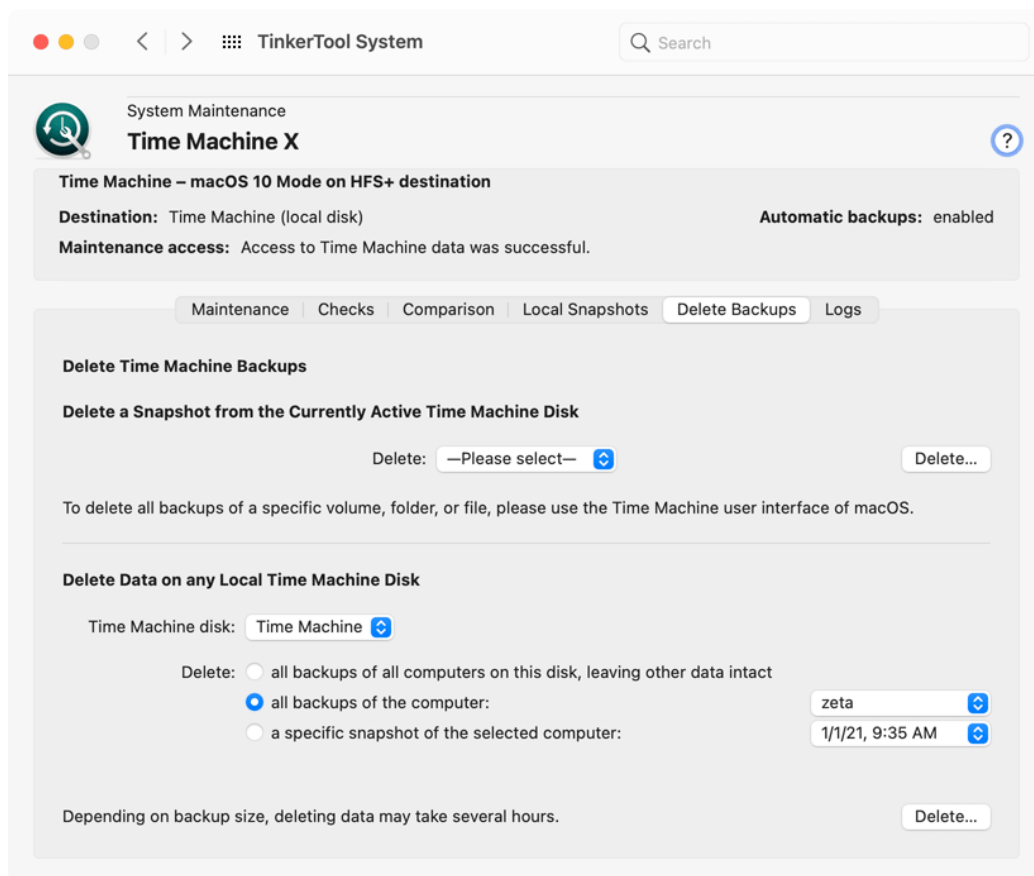 TinkerTool System
Search
System Maintenance
Time Machine X
?
Time Machine – macOS 10 Mode on HFS+ destination
Destination: Time Machine (local disk) Automatic backups: enabled
Maintenance access: Access to Time Machine data was successful.
Maintenance Checks Comparison Local Snapshots Delete Backups Logs
Delete Time Machine Backups
Delete a Snapshot from the Currently Active Time Machine Disk
Delete: —Please select— Delete...
To delete all backups of a specific volume, folder, or file, please use the Time Machine user interface of macOS.
Delete Data on any Local Time Machine Disk
Time Machine disk: Time Machine
Delete: all backups of all computers on this disk, leaving other data intact
all backups of the computer: zeta
a specific snapshot of the selected computer: 1/1/21, 9:35 AM
Depending on backup size, deleting data may take several hours. Delete...